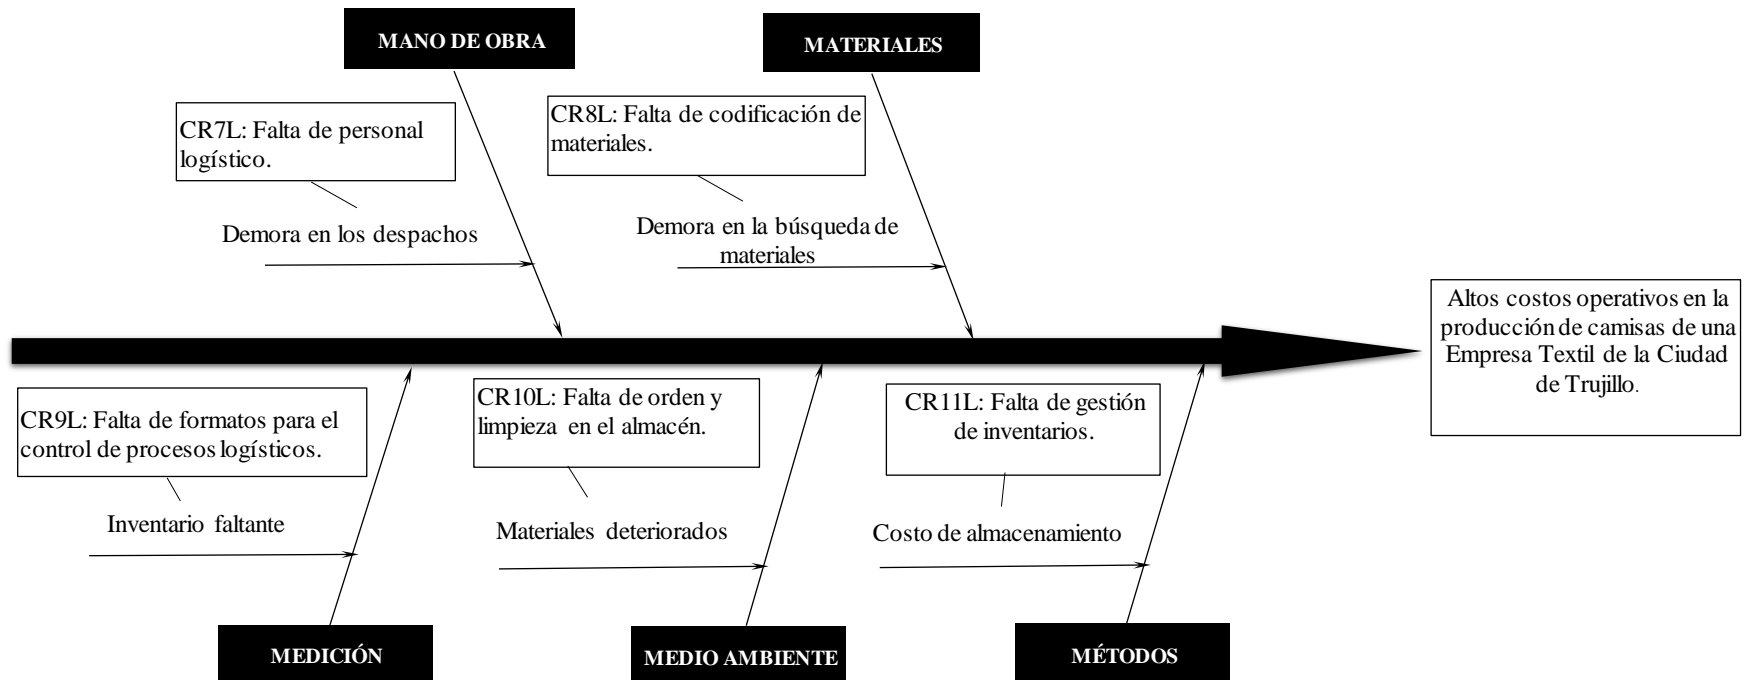 MANO DE OBRA
MATERIALES
CR7L: Falta de personal
logístico.
CR8L: Falta de codificación de
materiales.
Demora en los despachos
Demora en la búsqueda de
materiales
Altos costos operativos en la
producción de camisas de una
Empresa Textil de la Ciudad
de Trujillo.
CR9L: Falta de formatos para el
control de procesos logísticos.
CR10L: Falta de orden y
limpieza en el almacén.
CR11L: Falta de gestión
de inventarios.
Inventario faltante
Materiales deteriorados
Costo de almacenamiento
MEDICIÓN
MEDIO AMBIENTE
MÉTODOS